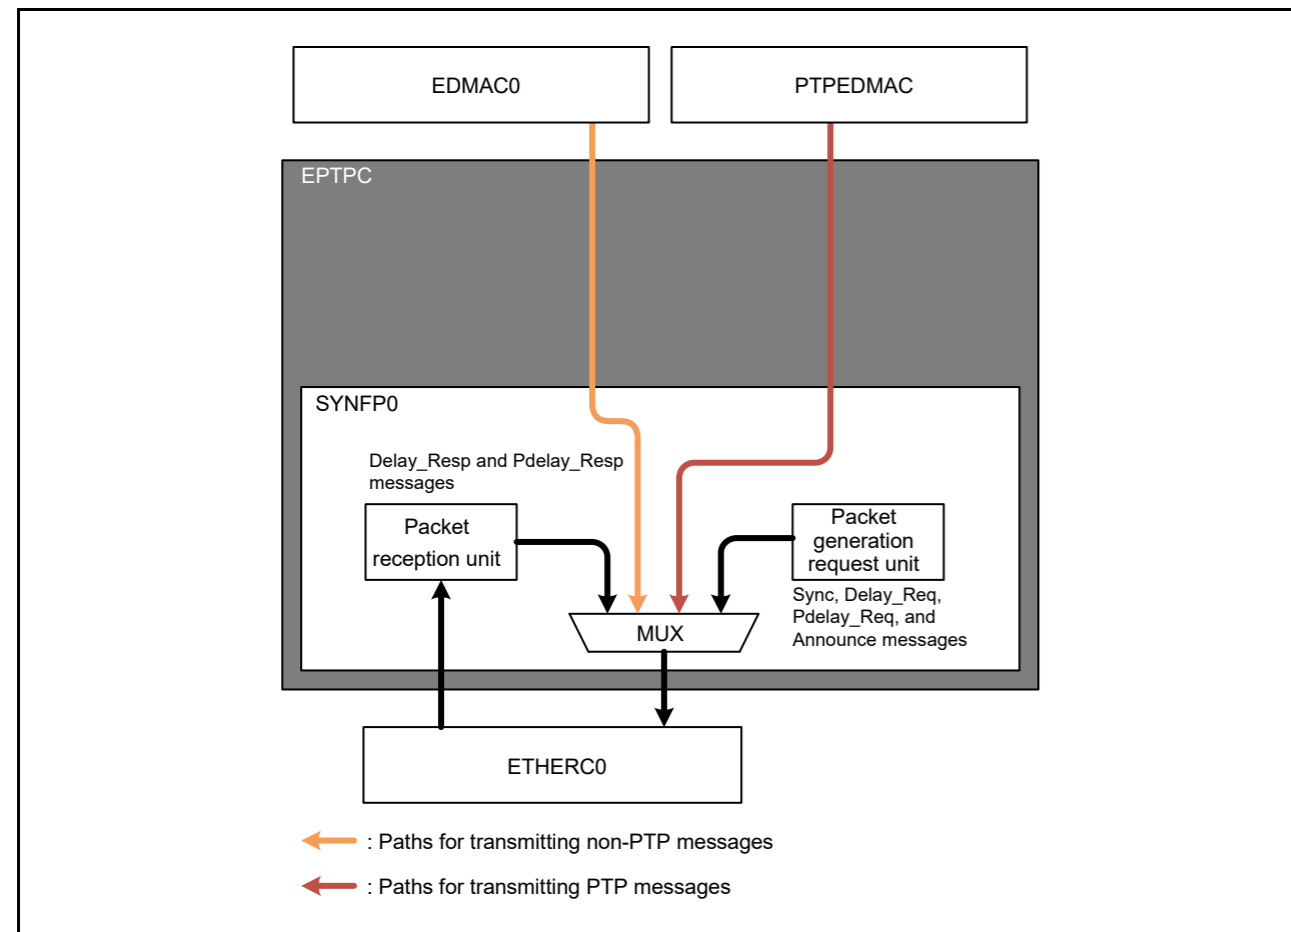 EDMAC0
PTPEDMAC
EPTPC
SYNFP0
Delay_Resp and Pdelay_Resp
messages
Packet
reception unit
Packet
generation
request unit
Sync, Delay_Req,
Pdelay_Req, and
Announce messages
MUX
ETHERC0
: Paths for transmitting non-PTP messages
: Paths for transmitting PTP messages